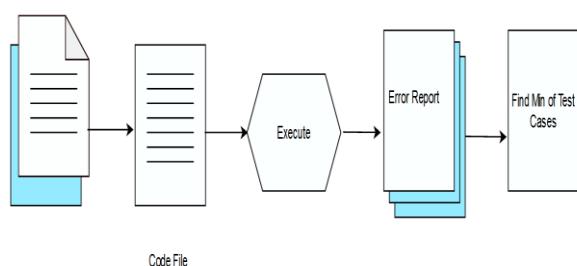 Execute
Error Report
Find Min of Test
Cases
Code File